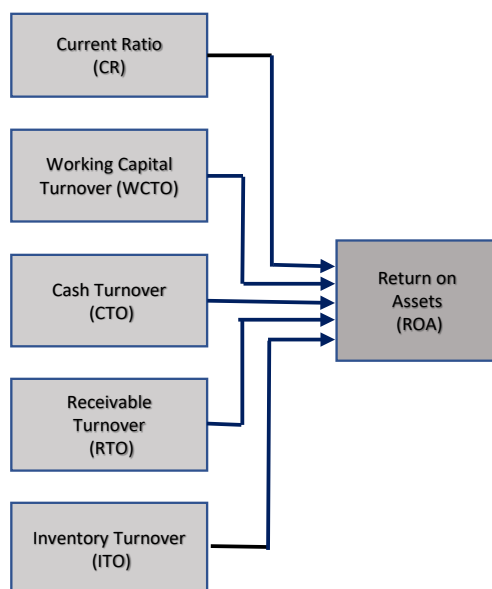 Current Ratio
(CR)
Working Capital
Turnover (WCTO)
Cash Turnover
(CTO)
Receivable
Turnover
(RTO)
Inventory Turnover
(ITO)
Return on
Assets
(ROA)